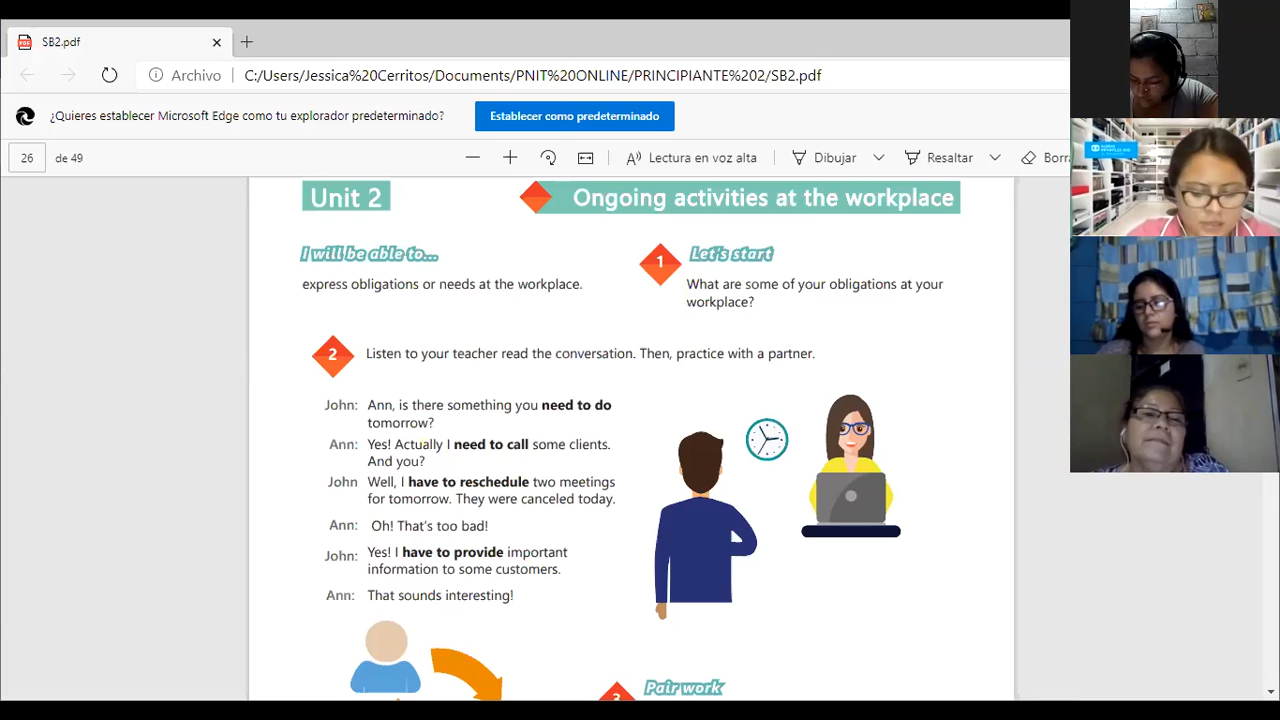 SB2.pdf
Archivo
C:/Users/Jessica%20Cerritos/Documents/PNIT%20ONLINE/PRINCIPIANTE%202/SB2.pdf
¿Quieres establecer Microsoft Edge como tu explorador predeterminado?
Establecer como predeterminado
26
de 49
Lectura en voz alta
Dibujar
Resaltar
Borra
Unit 2
Ongoing activities at the workplace
I will be able to...
express obligations or needs at the workplace.
1
Let's start
What are some of your obligations at your
workplace?
2
Listen to your teacher read the conversation. Then, practice with a partner.
John: Ann, is there something you need to do
tomorrow?
Ann: Yes! Actually I need to call some clients.
And you?
John Well, I have to reschedule two meetings
for tomorrow. They were canceled today.
Ann: Oh! That's too bad!
John: Yes! I have to provide important
information to some customers.
Ann: That sounds interesting!
3
Pair work